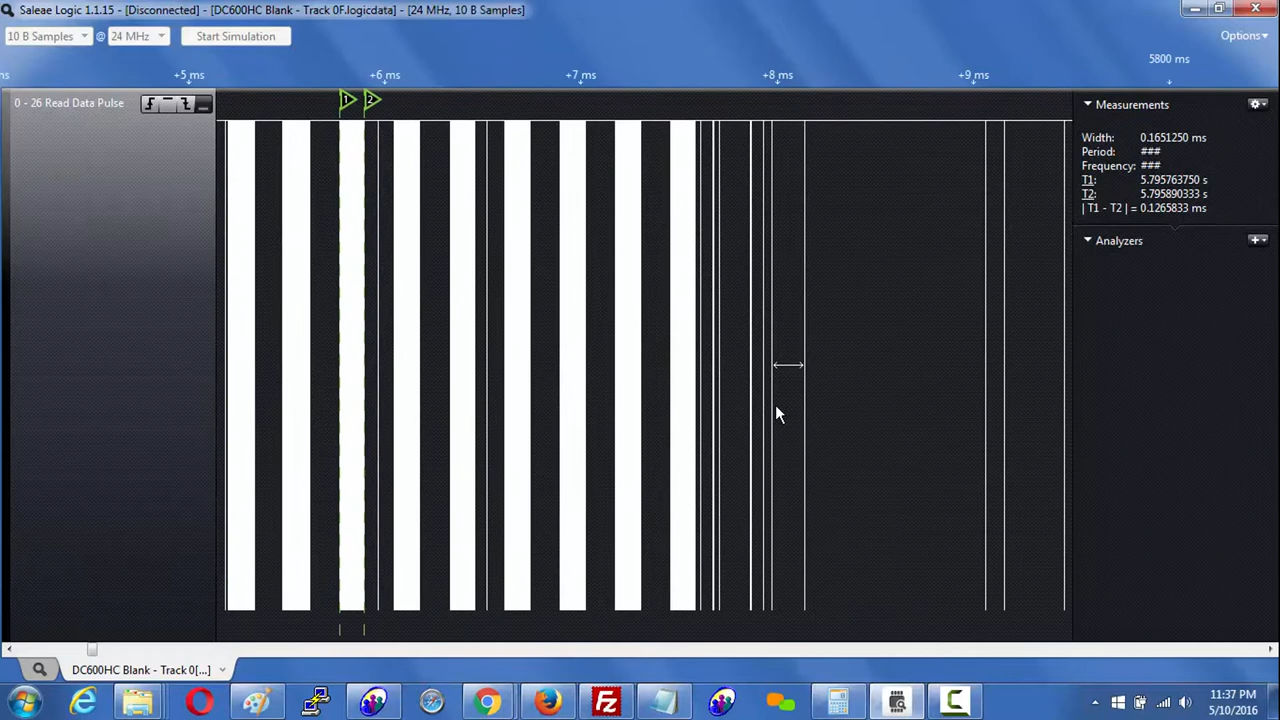 Saleae Logic 1.1.15 - [Disconnected] - [DC600HC Blank - Track 0F.logicdata] - [24 MHz, 10 B Samples]
10 B Samples @ 24 MHz Start Simulation Options
5800 ms
ms +5 ms +6 ms +7 ms +8 ms +9 ms
0 - 26 Read Data Pulse
1 2
Measurements
Width: 0.1651250 ms
Period: ###
Frequency: ###
T1: 5.795763750 s
T2: 5.795890333 s
| T1 - T2 | = 0.1265833 ms
Analyzers
DC600HC Blank - Track 0[...]
11:37 PM
5/10/2016